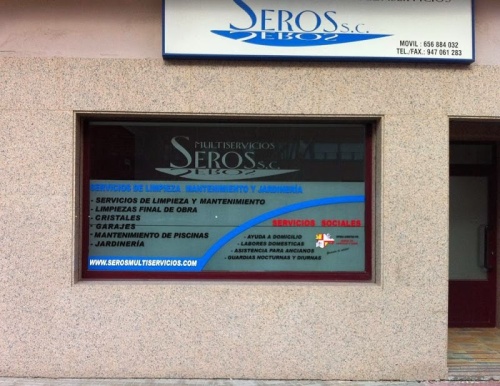 SEROS S.C.
MOVIL : 656 884 032
TEL./FAX.: 947 061 283
MULTISERVICIOS
SEROS S.C.
SERVICIOS DE LIMPIEZA, MANTENIMIENTO Y JARDINERÍA
- SERVICIOS DE LIMPIEZA Y MANTENIMIENTO
- LIMPIEZAS FINAL DE OBRA
- CRISTALES
- GARAJES
- MANTENIMIENTO DE PISCINAS
- JARDINERÍA
WWW.SEROSMULTISERVICIOS.COM
SERVICIOS SOCIALES
- AYUDA A DOMICILIO
- LABORES DOMESTICAS
- ASISTENCIA PARA ANCIANOS
- GUARDIAS NOCTURNAS Y DIURNAS